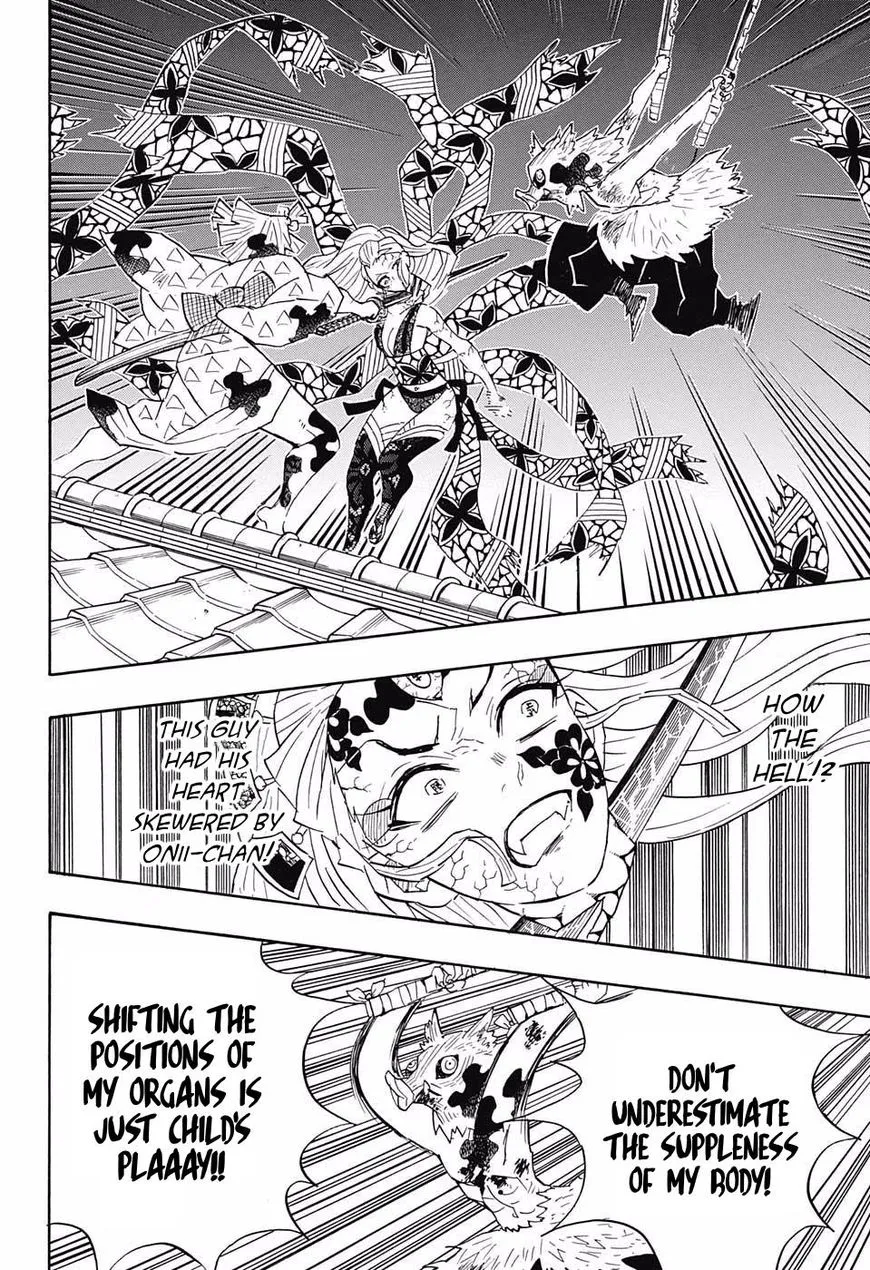 HOW
THE
HELL!?
THIS GUY
HAD HIS
HEART
SKEWERED BY
ONII-CHAN!
DON'T
UNDERESTIMATE
THE SUPPLENESS
OF MY BODY!
SHIFTING THE
POSITIONS OF
MY ORGANS IS
JUST CHILD'S
PLAAAY!!